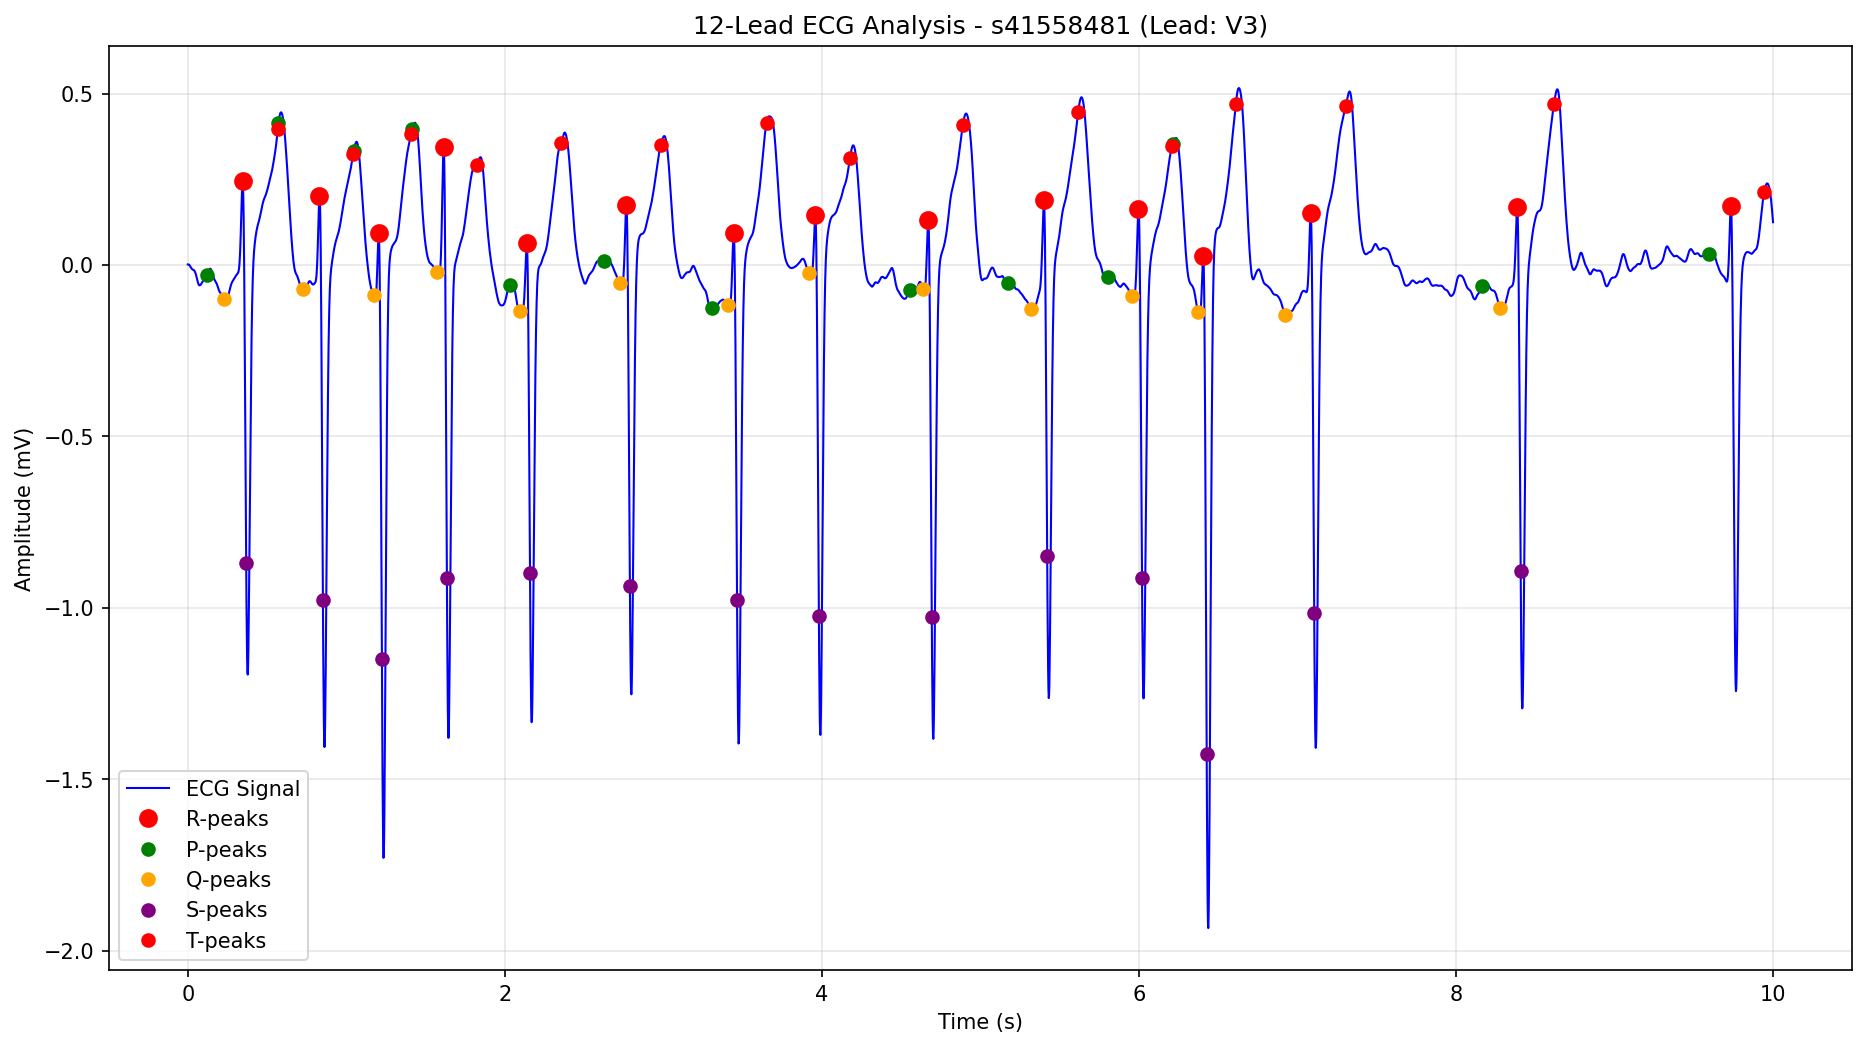 12-Lead ECG Analysis - s41558481 (Lead: V3)
Amplitude (mV)
0.5
0.0
−0.5
−1.0
−1.5
−2.0
ECG Signal
R-peaks
P-peaks
Q-peaks
S-peaks
T-peaks
0 2 4 6 8 10
Time (s)